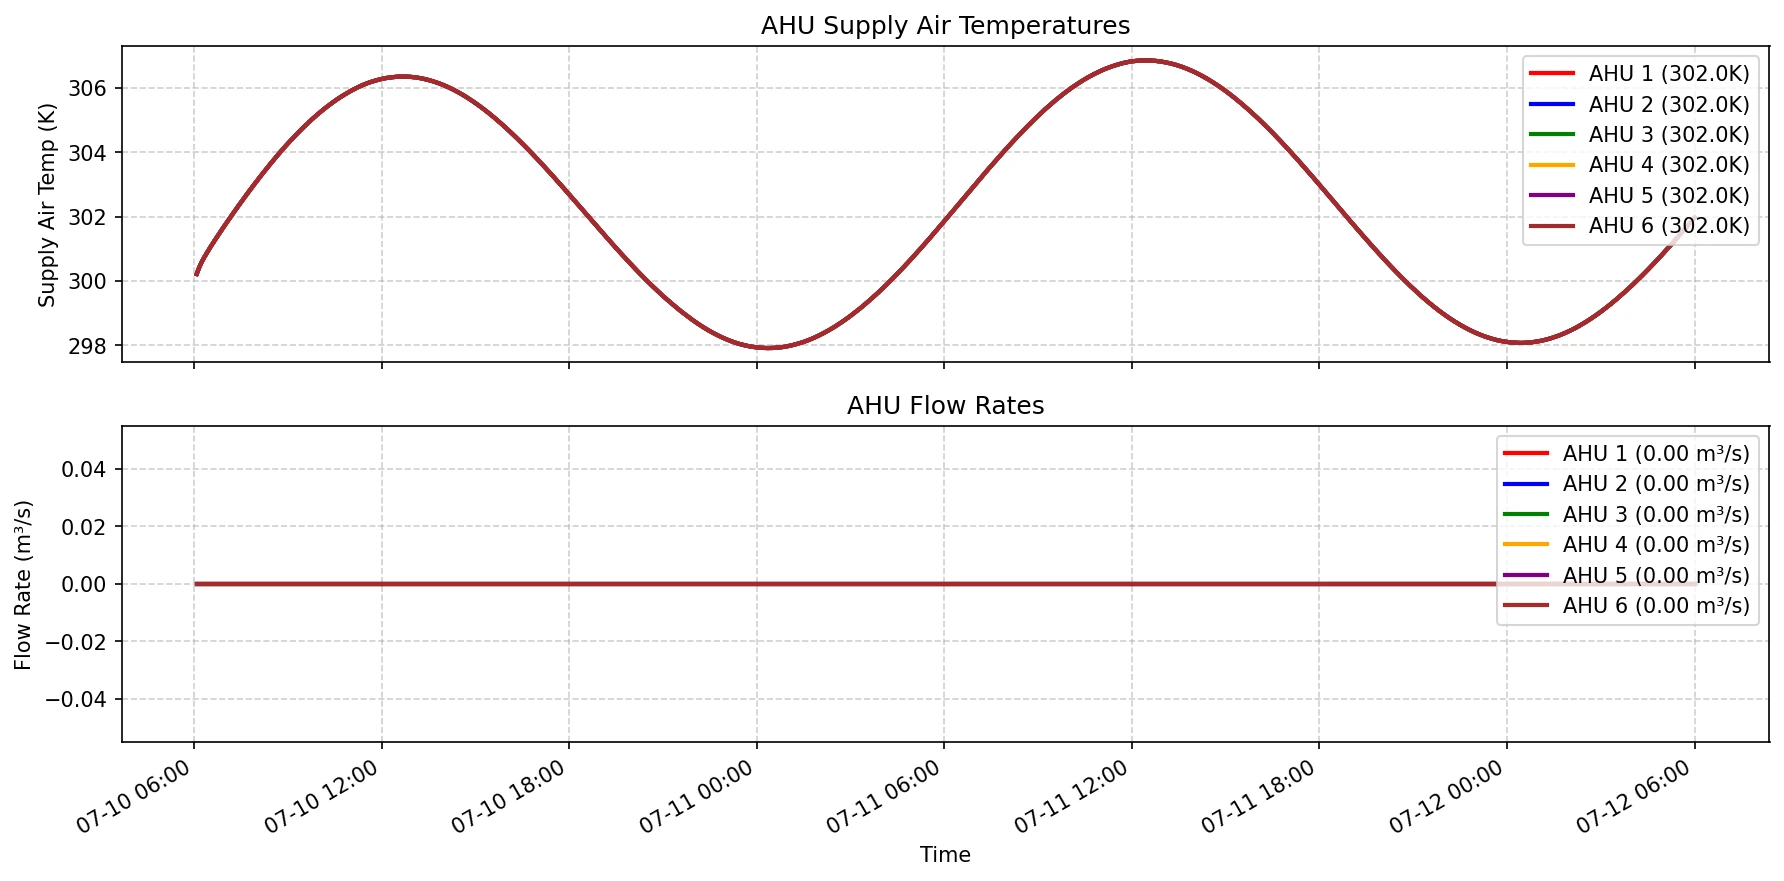 AHU Supply Air Temperatures
Supply Air Temp (K)
306
304
302
300
298
AHU 1 (302.0K)
AHU 2 (302.0K)
AHU 3 (302.0K)
AHU 4 (302.0K)
AHU 5 (302.0K)
AHU 6 (302.0K)
AHU Flow Rates
Flow Rate (m³/s)
0.04
0.02
0.00
−0.02
−0.04
AHU 1 (0.00 m³/s)
AHU 2 (0.00 m³/s)
AHU 3 (0.00 m³/s)
AHU 4 (0.00 m³/s)
AHU 5 (0.00 m³/s)
AHU 6 (0.00 m³/s)
07-10 06:00
07-10 12:00
07-10 18:00
07-11 00:00
07-11 06:00
07-11 12:00
07-11 18:00
07-12 00:00
07-12 06:00
Time